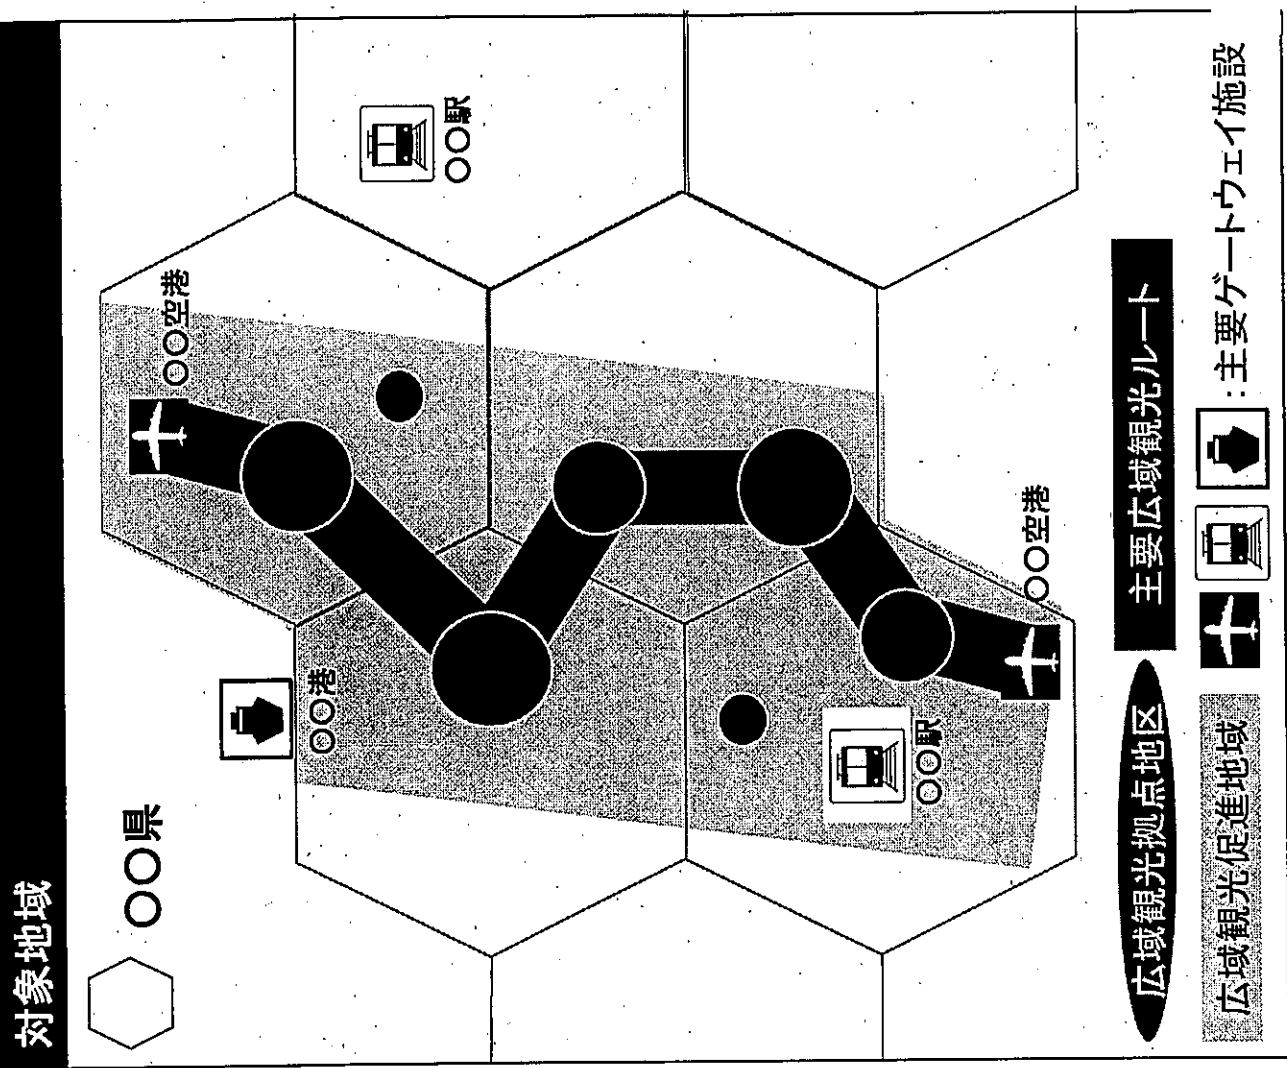 対象地域
○○県
○○空港
○○駅
○○港
○○駅
○○空港
広域観光拠点地区
主要広域観光ルート
広域観光促進地域
：主要ゲートウェイ施設